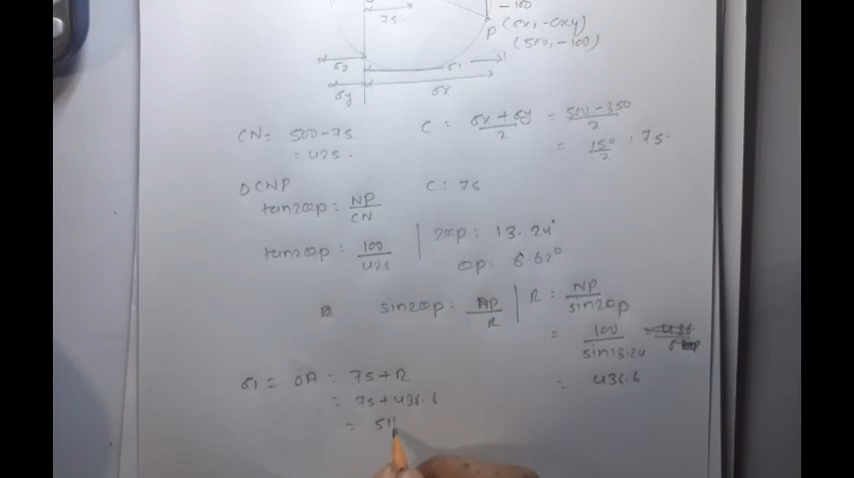 -100
75.
P (σx, -τxy)
(500, -100)
σ2 σ1
σy σx
CN = 500-75
= 425.
C = σx + σy / 2 = 500 - 350 / 2
= 150 / 2 : 75.
△CNP
tan2θp : NP / CN
C : 75
tan2θp : 100 / 425
2θp : 13.24°
θp : 6.62°
sin2θp : NP / R
R : NP / sin2θp
= 100 / sin13.24
= 436.6
σ1 = OA : 75 + R
= 75 + 436.6
= 511